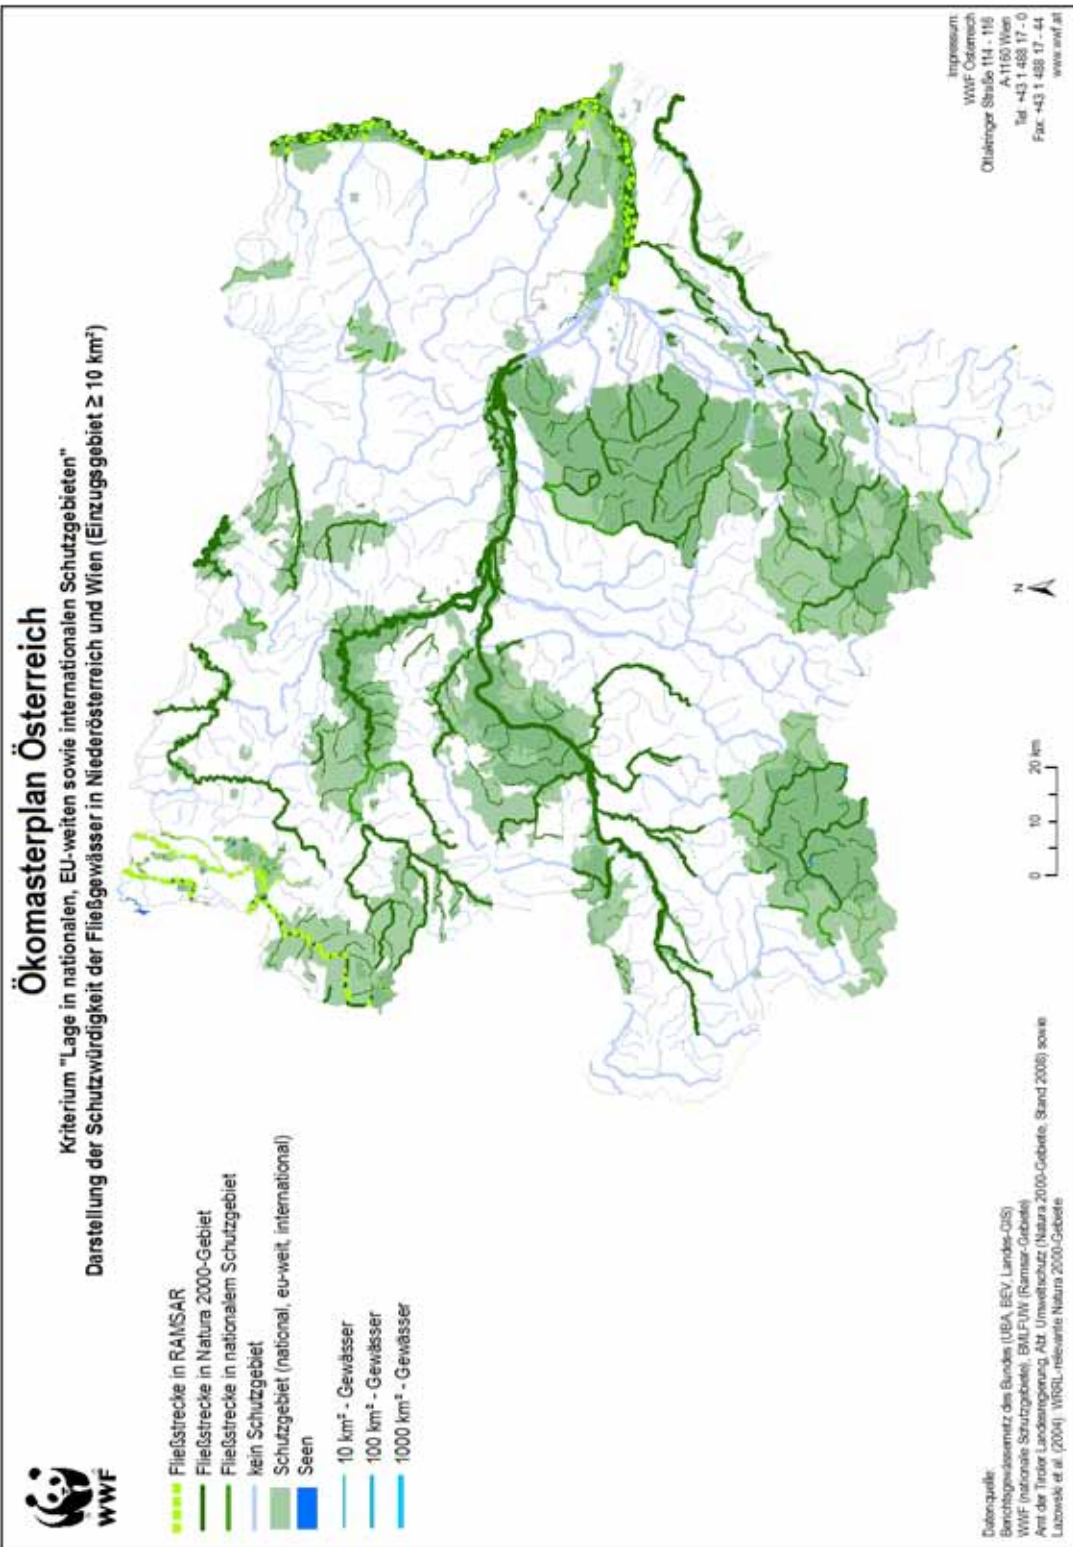 Ökomasterplan Österreich
Kriterium "Lage in nationalen, EU-weiten sowie internationalen Schutzgebieten"
Darstellung der Schutzwürdigkeit der Fließgewässer in Niederösterreich und Wien (Einzugsgebiet ≥ 10 km²)
WWF
Fließstrecke in RAMSAR
Fließstrecke in Natura 2000-Gebiet
Fließstrecke in nationalem Schutzgebiet
kein Schutzgebiet
Schutzgebiet (national, eu-weit, international)
Seen
10 km² - Gewässer
100 km² - Gewässer
1000 km² - Gewässer
N
0 10 20 km
Datenquelle:
Berichtsgewässernetz des Bundes (UBA, BEV, Landes-GIS)
WWF (nationale Schutzgebiete), BMLFUW (Ramsar-Gebiete)
Amt der Tiroler Landesregierung, Abt. Umweltschutz (Natura 2000-Gebiete, Stand 2008) sowie
Lazowski et al. (2004): WRRL-relevante Natura 2000-Gebiete
Impressum:
WWF Österreich
Ottakringer Straße 114 - 116
A-1160 Wien
Tel: +43 1 488 17 - 0
Fax: +43 1 488 17 - 44
www.wwf.at